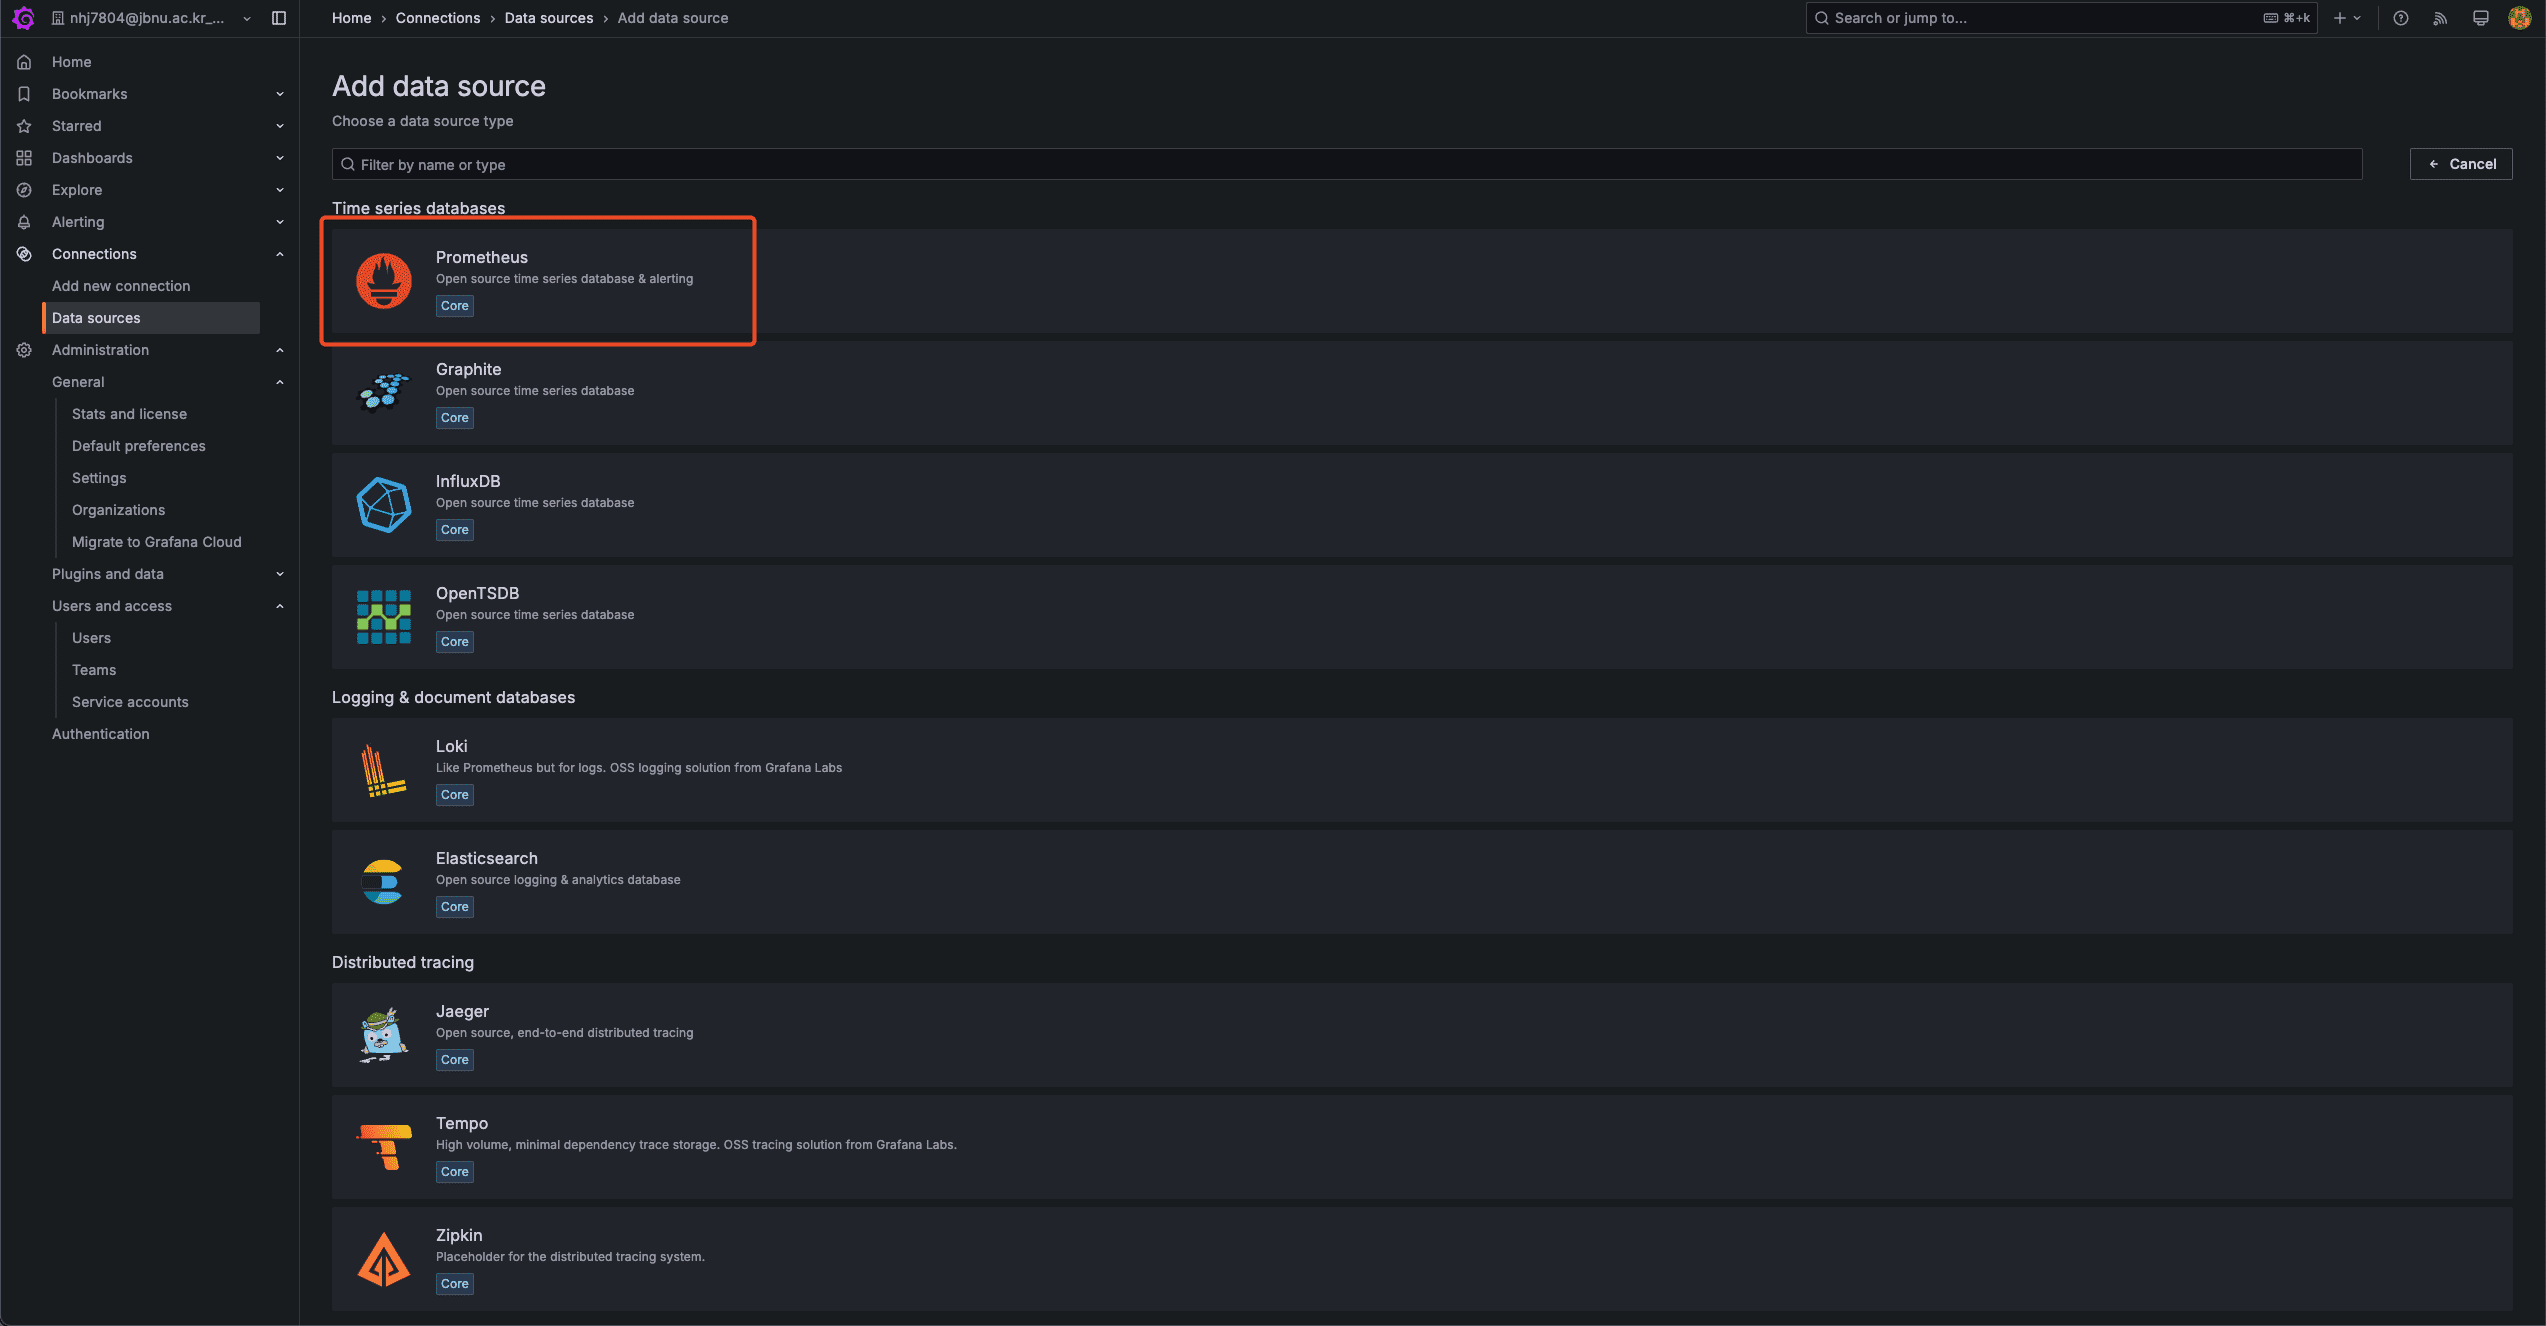 nhj7804@jbnu.ac.kr_...
Home › Connections › Data sources › Add data source
Search or jump to...
⌘+k
Home
Bookmarks
Starred
Dashboards
Explore
Alerting
Connections
Add new connection
Data sources
Administration
General
Stats and license
Default preferences
Settings
Organizations
Migrate to Grafana Cloud
Plugins and data
Users and access
Users
Teams
Service accounts
Authentication
Add data source
Choose a data source type
Filter by name or type
Cancel
Time series databases
Prometheus
Open source time series database & alerting
Core
Graphite
Open source time series database
Core
InfluxDB
Open source time series database
Core
OpenTSDB
Open source time series database
Core
Logging & document databases
Loki
Like Prometheus but for logs. OSS logging solution from Grafana Labs
Core
Elasticsearch
Open source logging & analytics database
Core
Distributed tracing
Jaeger
Open source, end-to-end distributed tracing
Core
Tempo
High volume, minimal dependency trace storage. OSS tracing solution from Grafana Labs.
Core
Zipkin
Placeholder for the distributed tracing system.
Core